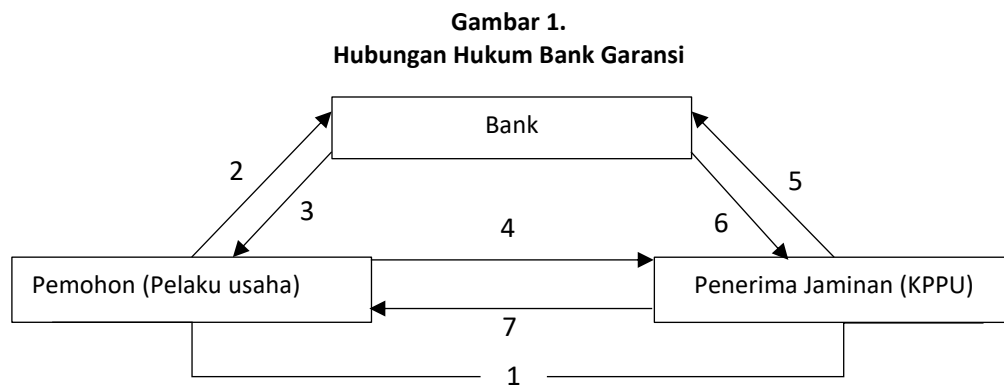 Gambar 1.
Hubungan Hukum Bank Garansi
Bank
2
3
4
5
6
Pemohon (Pelaku usaha)
Penerima Jaminan (KPPU)
7
1